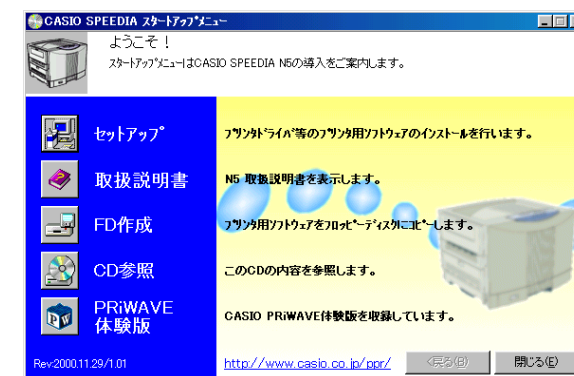 CASIO SPEEDIA ｽﾀｰﾄｱｯﾌﾟﾒﾆｭｰ
ようこそ！
ｽﾀｰﾄｱｯﾌﾟﾒﾆｭｰはCASIO SPEEDIA N5の導入をご案内します。
セットアップ
ﾌﾟﾘﾝﾀﾄﾞﾗｲﾊﾞ等のﾌﾟﾘﾝﾀ用ｿﾌﾄｳｪｱのｲﾝｽﾄｰﾙを行います。
取扱説明書
N5 取扱説明書を表示します。
FD作成
ﾌﾟﾘﾝﾀ用ｿﾌﾄｳｪｱをﾌﾛｯﾋﾟｰﾃﾞｨｽｸにｺﾋﾟｰします。
CD参照
このCDの内容を参照します。
PRiWAVE
体験版
CASIO PRiWAVE体験版を収録しています。
Rev:2000.11.29/1.01
http://www.casio.co.jp/ppr/
<戻る(B)
閉じる(E)